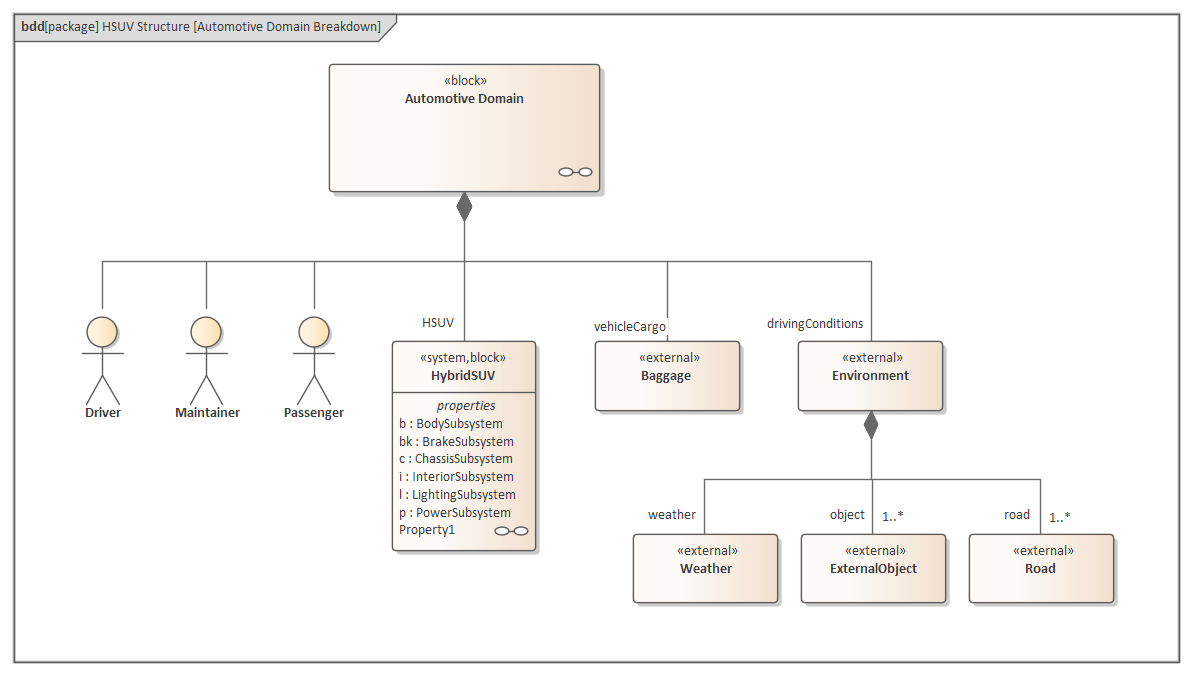 bdd[package] HSUV Structure [Automotive Domain Breakdown]
«block»
Automotive Domain
Driver
Maintainer
Passenger
HSUV
«system,block»
HybridSUV
properties
b : BodySubsystem
bk : BrakeSubsystem
c : ChassisSubsystem
i : InteriorSubsystem
l : LightingSubsystem
p : PowerSubsystem
Property1
vehicleCargo
«external»
Baggage
drivingConditions
«external»
Environment
weather
«external»
Weather
object
1..*
«external»
ExternalObject
road
1..*
«external»
Road